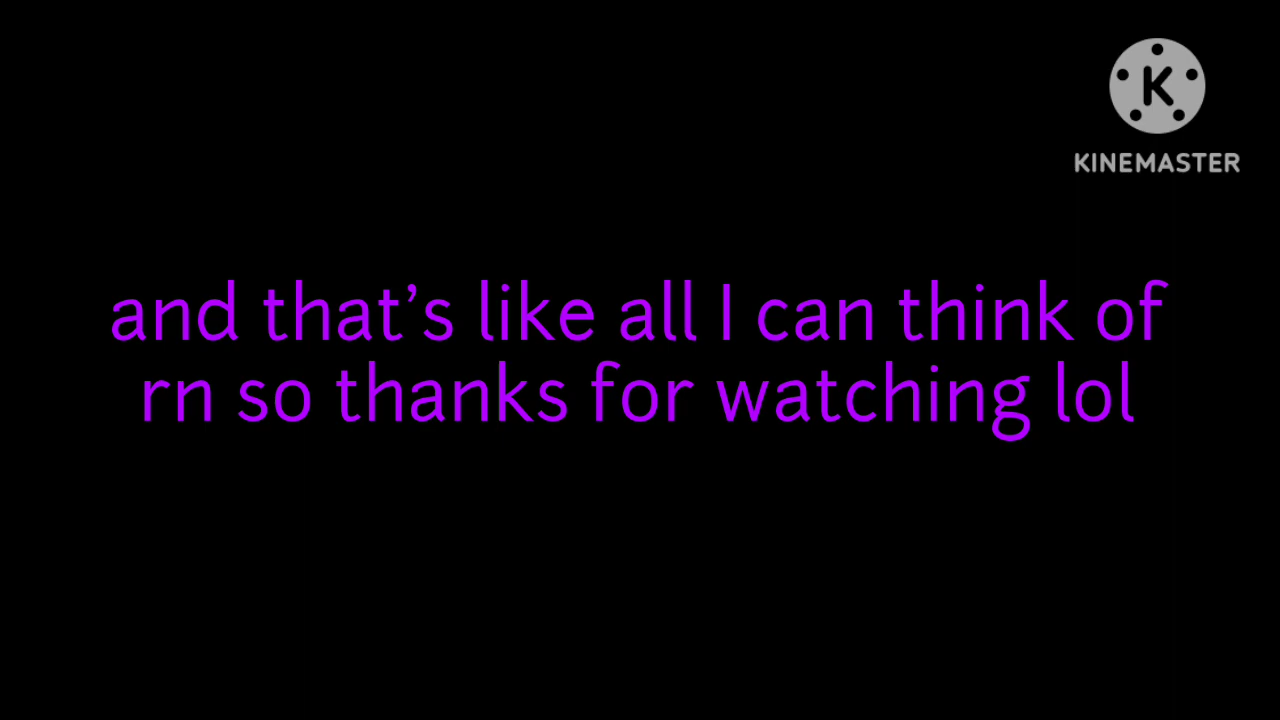 K
KINEMASTER
and that’s like all I can think of
rn so thanks for watching lol